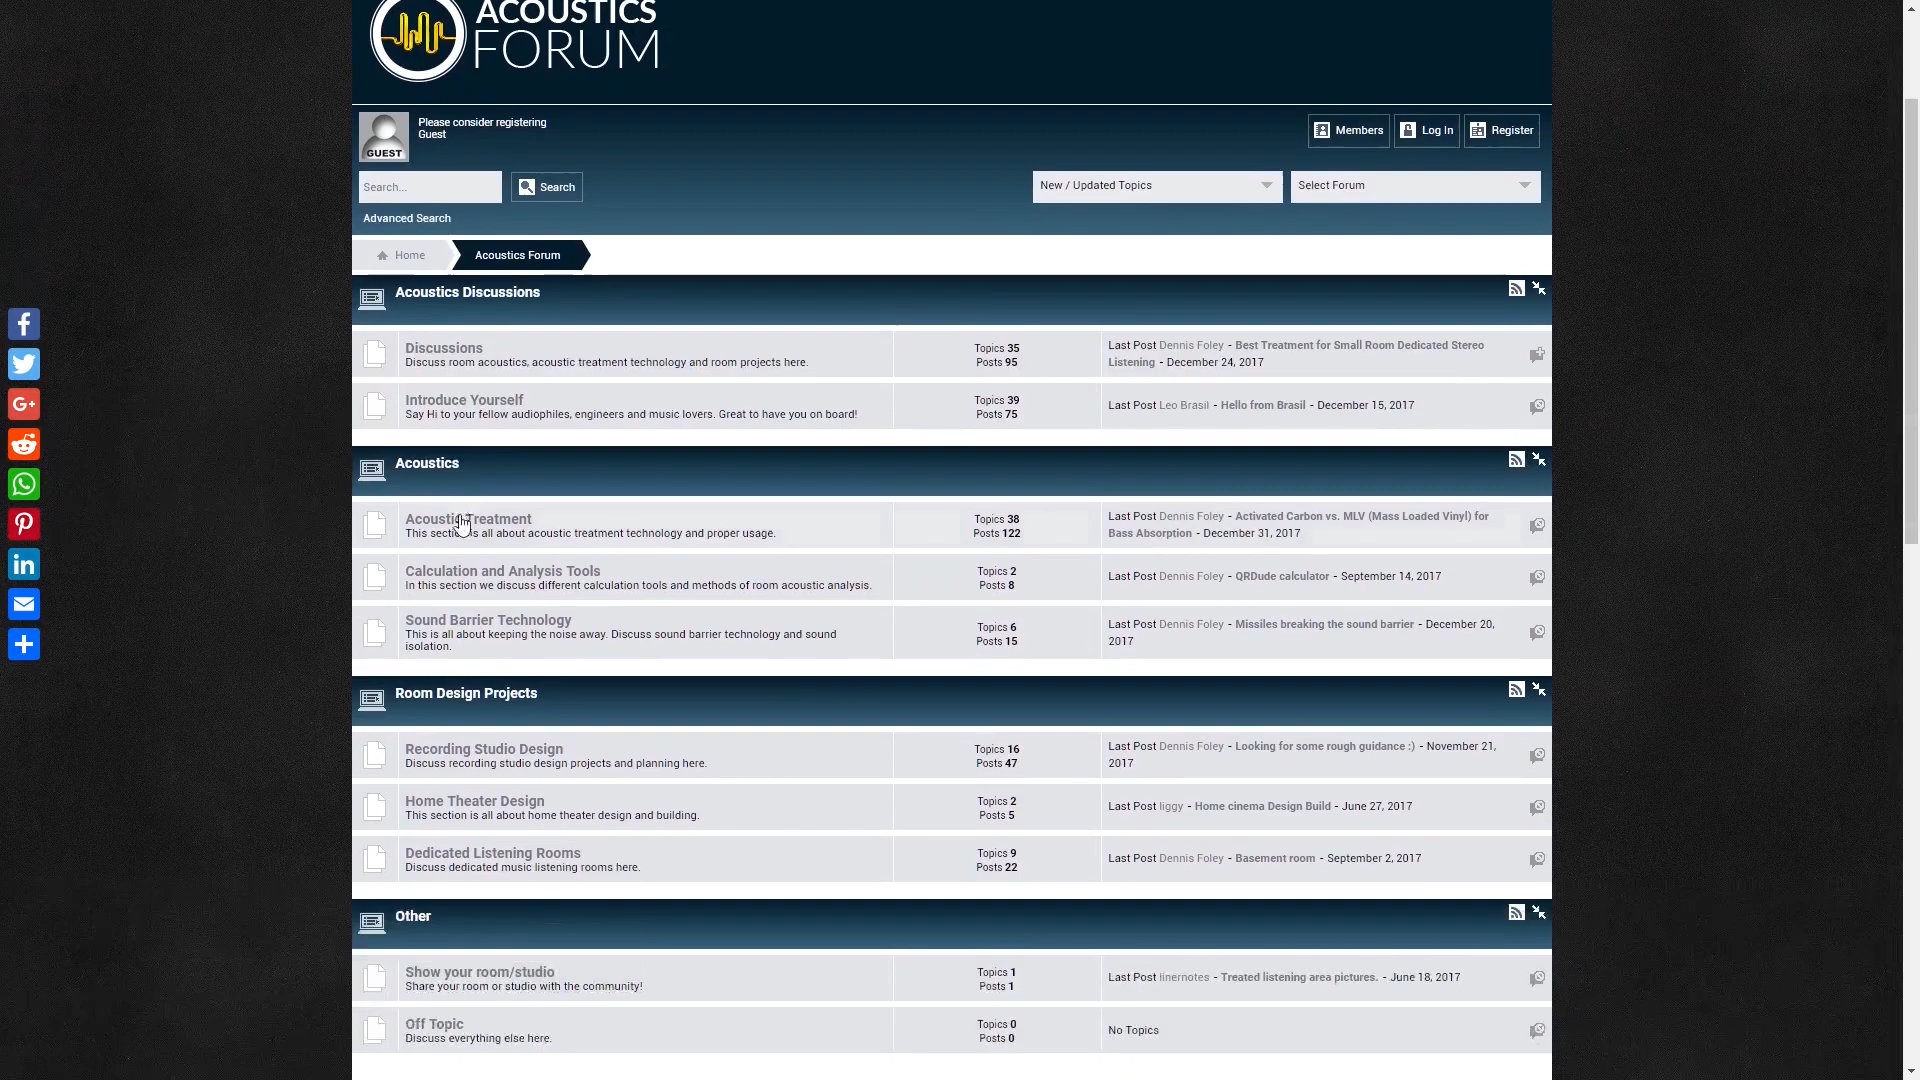 ACOUSTICS
FORUM
Please consider registering
Guest
GUEST
Members
Log In
Register
Search...
Search
New / Updated Topics
Select Forum
Advanced Search
Home
Acoustics Forum
Acoustics Discussions
Discussions
Discuss room acoustics, acoustic treatment technology and room projects here.
Topics 35
Posts 95
Last Post Dennis Foley - Best Treatment for Small Room Dedicated Stereo
Listening - December 24, 2017
Introduce Yourself
Say Hi to your fellow audiophiles, engineers and music lovers. Great to have you on board!
Topics 39
Posts 75
Last Post Leo Brasil - Hello from Brasil - December 15, 2017
Acoustics
Acoustic Treatment
This section is all about acoustic treatment technology and proper usage.
Topics 38
Posts 122
Last Post Dennis Foley - Activated Carbon vs. MLV (Mass Loaded Vinyl) for
Bass Absorption - December 31, 2017
Calculation and Analysis Tools
In this section we discuss different calculation tools and methods of room acoustic analysis.
Topics 2
Posts 8
Last Post Dennis Foley - QRDude calculator - September 14, 2017
Sound Barrier Technology
This is all about keeping the noise away. Discuss sound barrier technology and sound
isolation.
Topics 6
Posts 15
Last Post Dennis Foley - Missiles breaking the sound barrier - December 20,
2017
Room Design Projects
Recording Studio Design
Discuss recording studio design projects and planning here.
Topics 16
Posts 47
Last Post Dennis Foley - Looking for some rough guidance :) - November 21,
2017
Home Theater Design
This section is all about home theater design and building.
Topics 2
Posts 5
Last Post liggy - Home cinema Design Build - June 27, 2017
Dedicated Listening Rooms
Discuss dedicated music listening rooms here.
Topics 9
Posts 22
Last Post Dennis Foley - Basement room - September 2, 2017
Other
Show your room/studio
Share your room or studio with the community!
Topics 1
Posts 1
Last Post linernotes - Treated listening area pictures. - June 18, 2017
Off Topic
Discuss everything else here.
Topics 0
Posts 0
No Topics